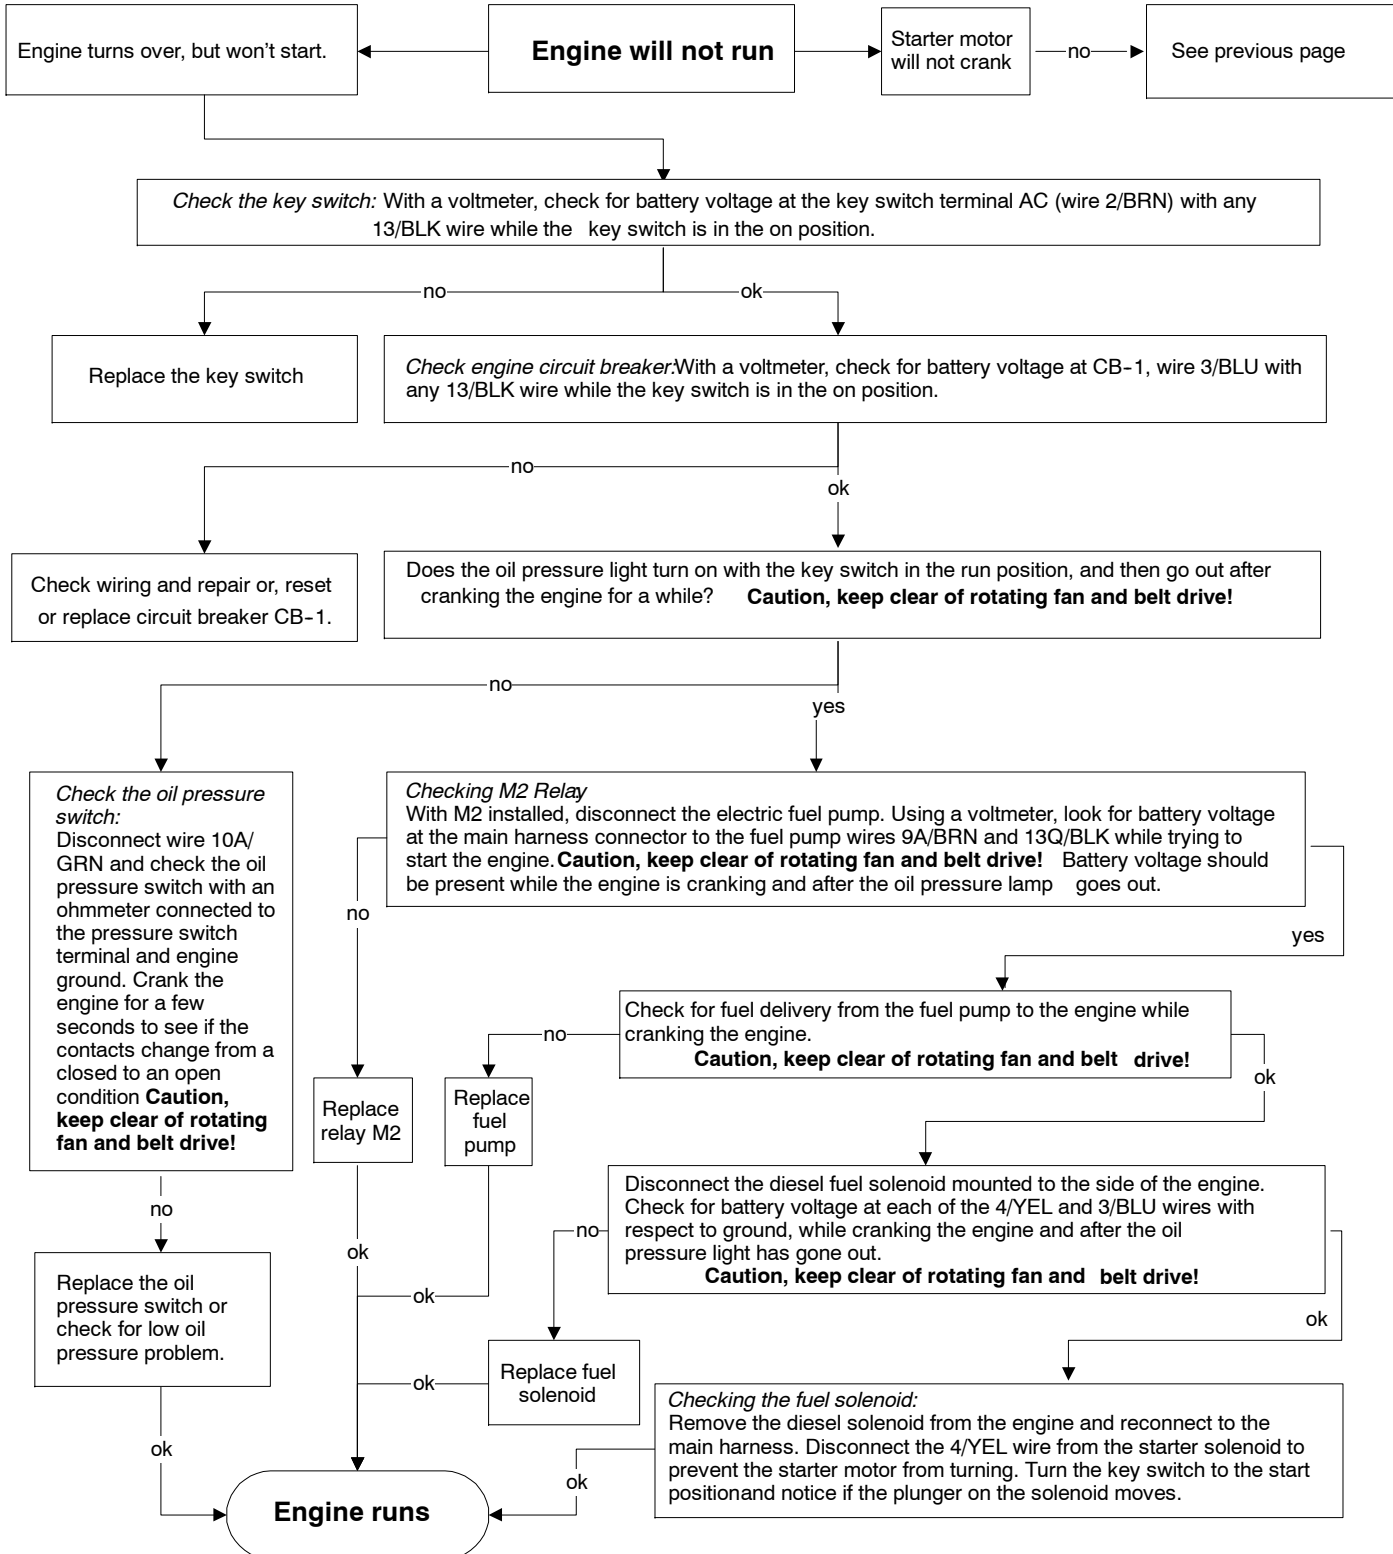 Engine turns over, but won't start.
Engine will not run
Starter motor
will not crank
no
See previous page
Check the key switch: With a voltmeter, check for battery voltage at the key switch terminal AC (wire 2/BRN) with any
13/BLK wire while the key switch is in the on position.
no
ok
Replace the key switch
Check engine circuit breaker:With a voltmeter, check for battery voltage at CB-1, wire 3/BLU with
any 13/BLK wire while the key switch is in the on position.
no
ok
Check wiring and repair or, reset
or replace circuit breaker CB-1.
Does the oil pressure light turn on with the key switch in the run position, and then go out after
cranking the engine for a while? Caution, keep clear of rotating fan and belt drive!
no
yes
Check the oil pressure
switch:
Disconnect wire 10A/
GRN and check the oil
pressure switch with an
ohmmeter connected to
the pressure switch
terminal and engine
ground. Crank the
engine for a few
seconds to see if the
contacts change from a
closed to an open
condition Caution,
keep clear of rotating
fan and belt drive!
Checking M2 Relay:
With M2 installed, disconnect the electric fuel pump. Using a voltmeter, look for battery voltage
at the main harness connector to the fuel pump wires 9A/BRN and 13Q/BLK while trying to
start the engine. Caution, keep clear of rotating fan and belt drive! Battery voltage should
be present while the engine is cranking and after the oil pressure lamp goes out.
no
yes
Check for fuel delivery from the fuel pump to the engine while
cranking the engine.
Caution, keep clear of rotating fan and belt drive!
no
ok
Replace
relay M2
Replace
fuel
pump
Disconnect the diesel fuel solenoid mounted to the side of the engine.
Check for battery voltage at each of the 4/YEL and 3/BLU wires with
respect to ground, while cranking the engine and after the oil
pressure light has gone out.
Caution, keep clear of rotating fan and belt drive!
no
no
ok
ok
ok
Replace the oil
pressure switch or
check for low oil
pressure problem.
Replace fuel
solenoid
ok
Checking the fuel solenoid:
Remove the diesel solenoid from the engine and reconnect to the
main harness. Disconnect the 4/YEL wire from the starter solenoid to
prevent the starter motor from turning. Turn the key switch to the start
positionand notice if the plunger on the solenoid moves.
ok
ok
Engine runs